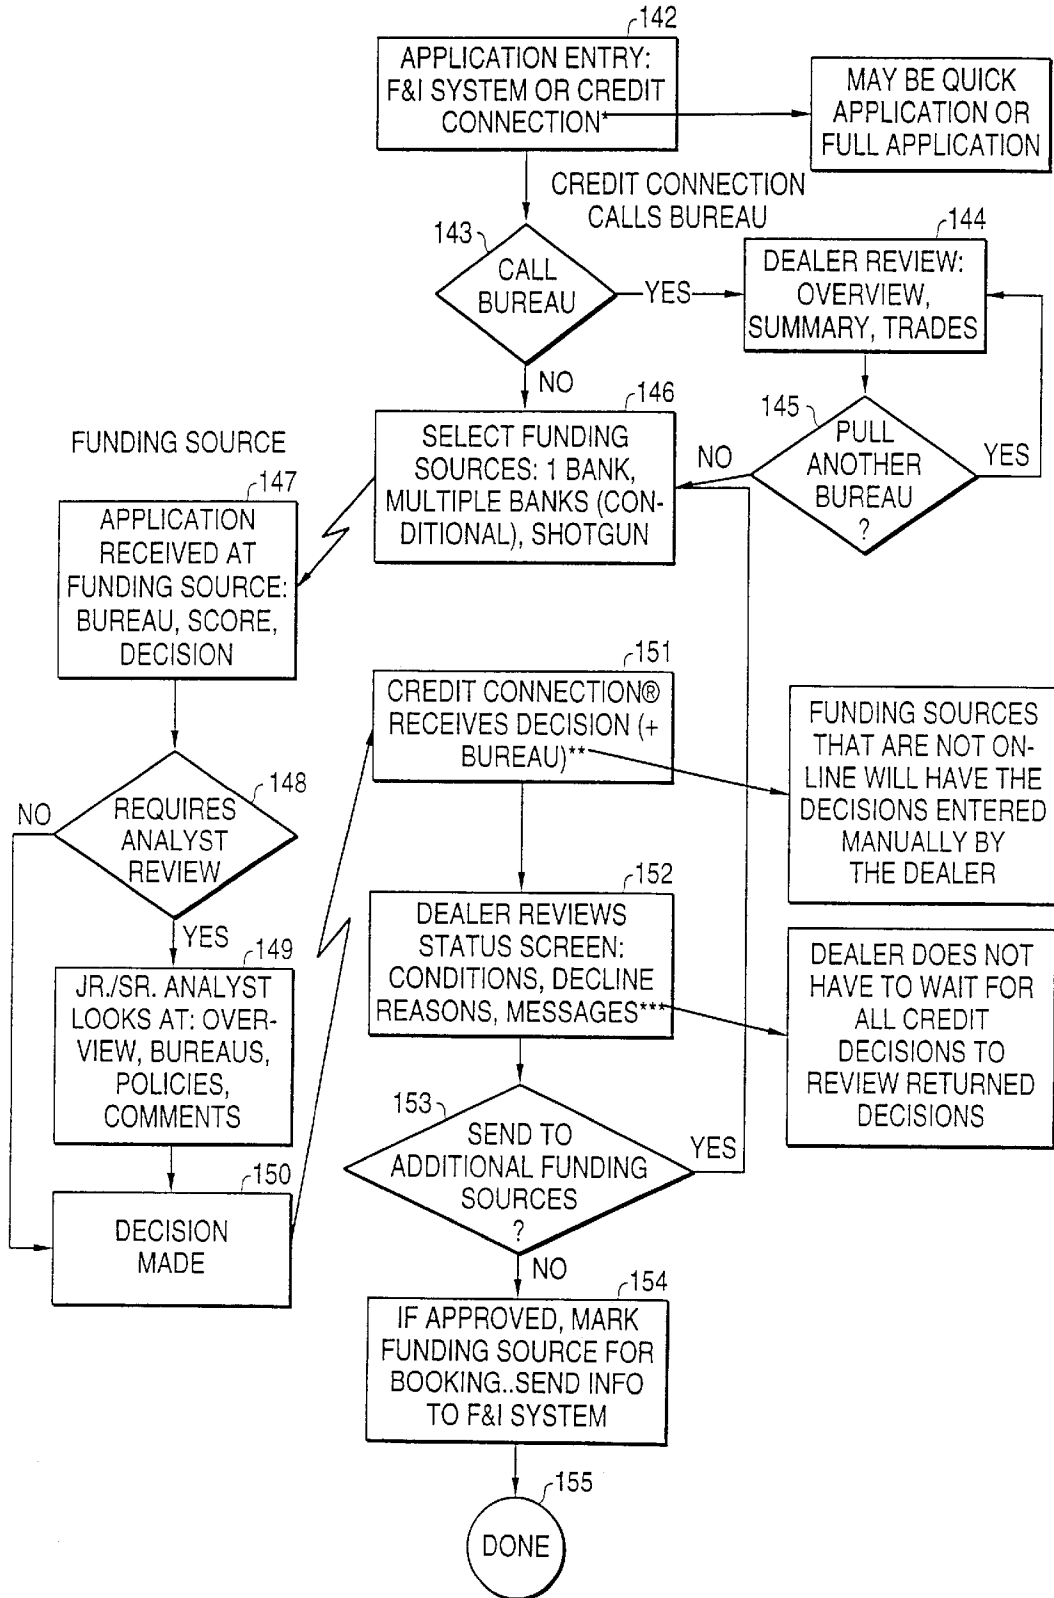 142
APPLICATION ENTRY:
F&I SYSTEM OR CREDIT
CONNECTION*
MAY BE QUICK
APPLICATION OR
FULL APPLICATION
CREDIT CONNECTION
CALLS BUREAU
143
CALL
BUREAU
YES
144
DEALER REVIEW:
OVERVIEW,
SUMMARY, TRADES
NO
145
PULL
ANOTHER
BUREAU
?
YES
NO
146
SELECT FUNDING
SOURCES: 1 BANK,
MULTIPLE BANKS (CON-
DITIONAL), SHOTGUN
FUNDING SOURCE
147
APPLICATION
RECEIVED AT
FUNDING SOURCE:
BUREAU, SCORE,
DECISION
148
REQUIRES
ANALYST
REVIEW
NO
YES
149
JR./SR. ANALYST
LOOKS AT: OVER-
VIEW, BUREAUS,
POLICIES,
COMMENTS
150
DECISION
MADE
151
CREDIT CONNECTION®
RECEIVES DECISION (+
BUREAU)**
FUNDING SOURCES
THAT ARE NOT ON-
LINE WILL HAVE THE
DECISIONS ENTERED
MANUALLY BY
THE DEALER
152
DEALER REVIEWS
STATUS SCREEN:
CONDITIONS, DECLINE
REASONS, MESSAGES***
DEALER DOES NOT
HAVE TO WAIT FOR
ALL CREDIT
DECISIONS TO
REVIEW RETURNED
DECISIONS
153
SEND TO
ADDITIONAL FUNDING
SOURCES
?
YES
NO
154
IF APPROVED, MARK
FUNDING SOURCE FOR
BOOKING..SEND INFO
TO F&I SYSTEM
155
DONE